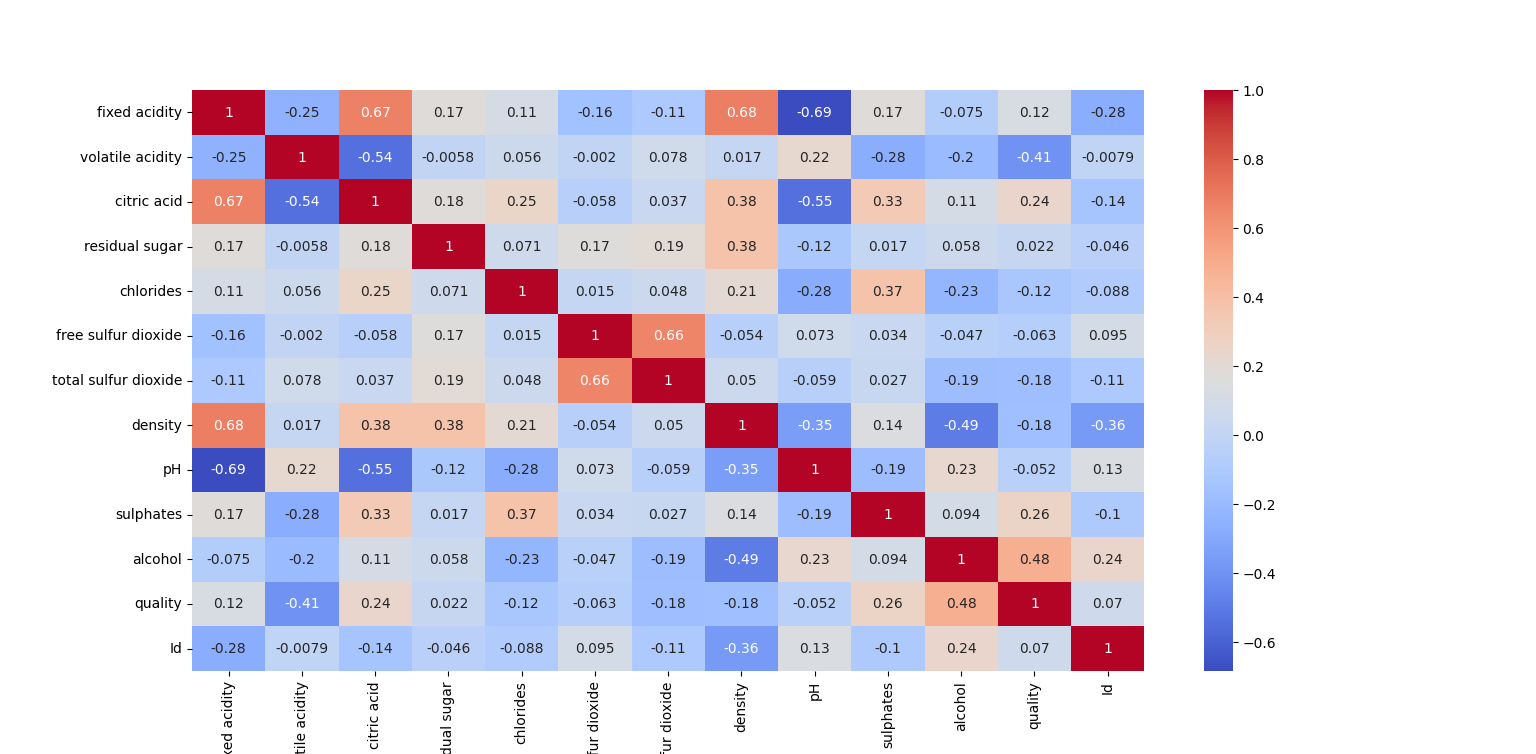 fixed acidity 1 -0.25 0.67 0.17 0.11 -0.16 -0.11 0.68 -0.69 0.17 -0.075 0.12 -0.28
volatile acidity -0.25 1 -0.54 -0.0058 0.056 -0.002 0.078 0.017 0.22 -0.28 -0.2 -0.41 -0.0079
citric acid 0.67 -0.54 1 0.18 0.25 -0.058 0.037 0.38 -0.55 0.33 0.11 0.24 -0.14
residual sugar 0.17 -0.0058 0.18 1 0.071 0.17 0.19 0.38 -0.12 0.017 0.058 0.022 -0.046
chlorides 0.11 0.056 0.25 0.071 1 0.015 0.048 0.21 -0.28 0.37 -0.23 -0.12 -0.088
free sulfur dioxide -0.16 -0.002 -0.058 0.17 0.015 1 0.66 -0.054 0.073 0.034 -0.047 -0.063 0.095
total sulfur dioxide -0.11 0.078 0.037 0.19 0.048 0.66 1 0.05 -0.059 0.027 -0.19 -0.18 -0.11
density 0.68 0.017 0.38 0.38 0.21 -0.054 0.05 1 -0.35 0.14 -0.49 -0.18 -0.36
pH -0.69 0.22 -0.55 -0.12 -0.28 0.073 -0.059 -0.35 1 -0.19 0.23 -0.052 0.13
sulphates 0.17 -0.28 0.33 0.017 0.37 0.034 0.027 0.14 -0.19 1 0.094 0.26 -0.1
alcohol -0.075 -0.2 0.11 0.058 -0.23 -0.047 -0.19 -0.49 0.23 0.094 1 0.48 0.24
quality 0.12 -0.41 0.24 0.022 -0.12 -0.063 -0.18 -0.18 -0.052 0.26 0.48 1 0.07
Id -0.28 -0.0079 -0.14 -0.046 -0.088 0.095 -0.11 -0.36 0.13 -0.1 0.24 0.07 1
xed acidity
tile acidity
citric acid
dual sugar
chlorides
fur dioxide
fur dioxide
density
pH
sulphates
alcohol
quality
Id
1.0
0.8
0.6
0.4
0.2
0.0
−0.2
−0.4
−0.6